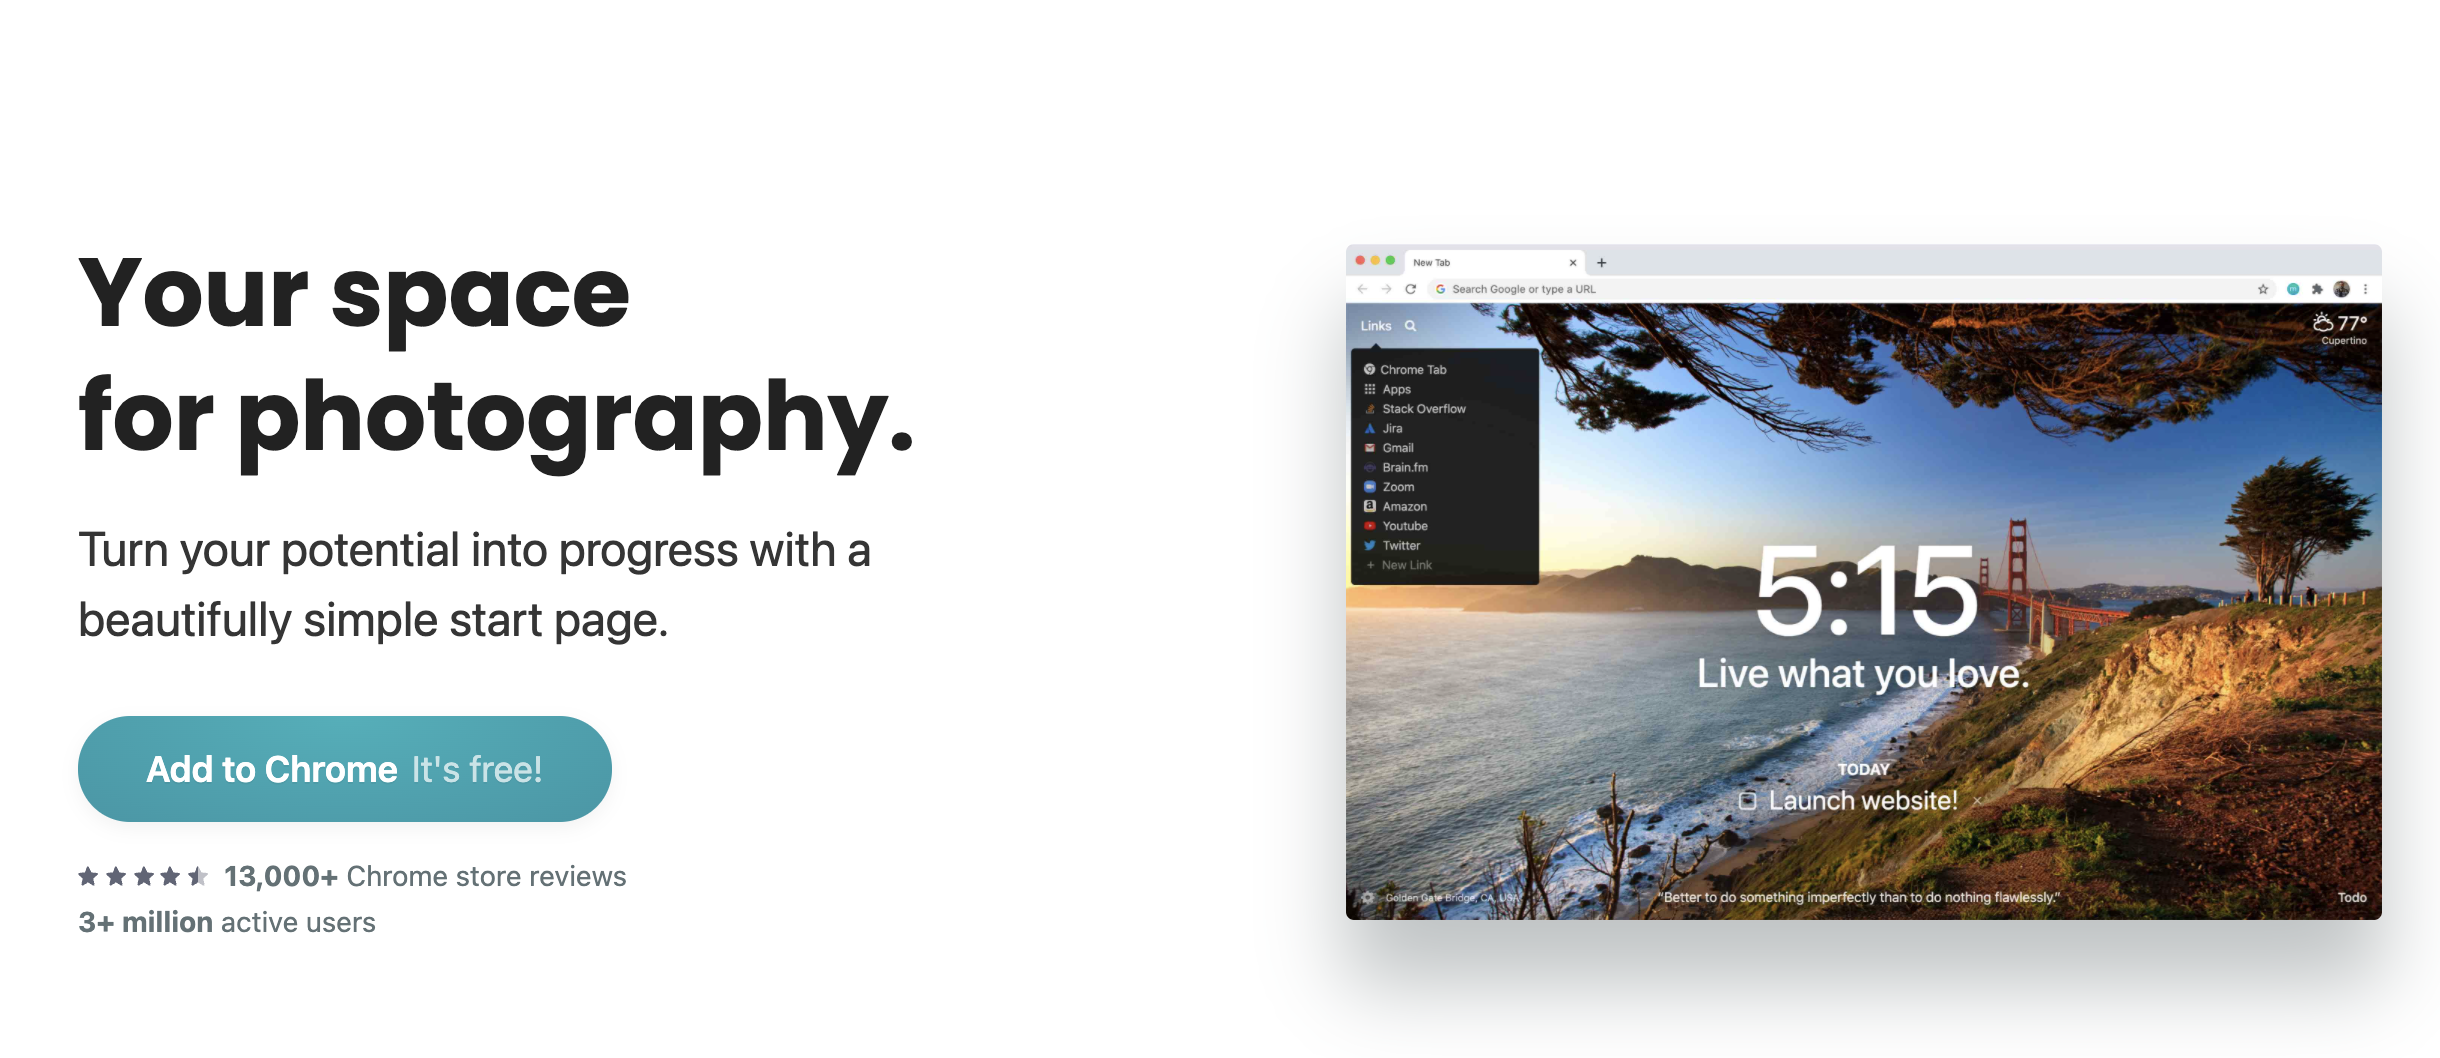 Your space
for photography.
Turn your potential into progress with a
beautifully simple start page.
Add to Chrome It's free!
13,000+ Chrome store reviews
3+ million active users
New Tab
Search Google or type a URL
Links
77°
Cupertino
Chrome Tab
Apps
Stack Overflow
Jira
Gmail
Brain.fm
Zoom
Amazon
Youtube
Twitter
+ New Link
5:15
Live what you love.
TODAY
Launch website!
Golden Gate Bridge, CA, USA
“Better to do something imperfectly than to do nothing flawlessly.”
Todo